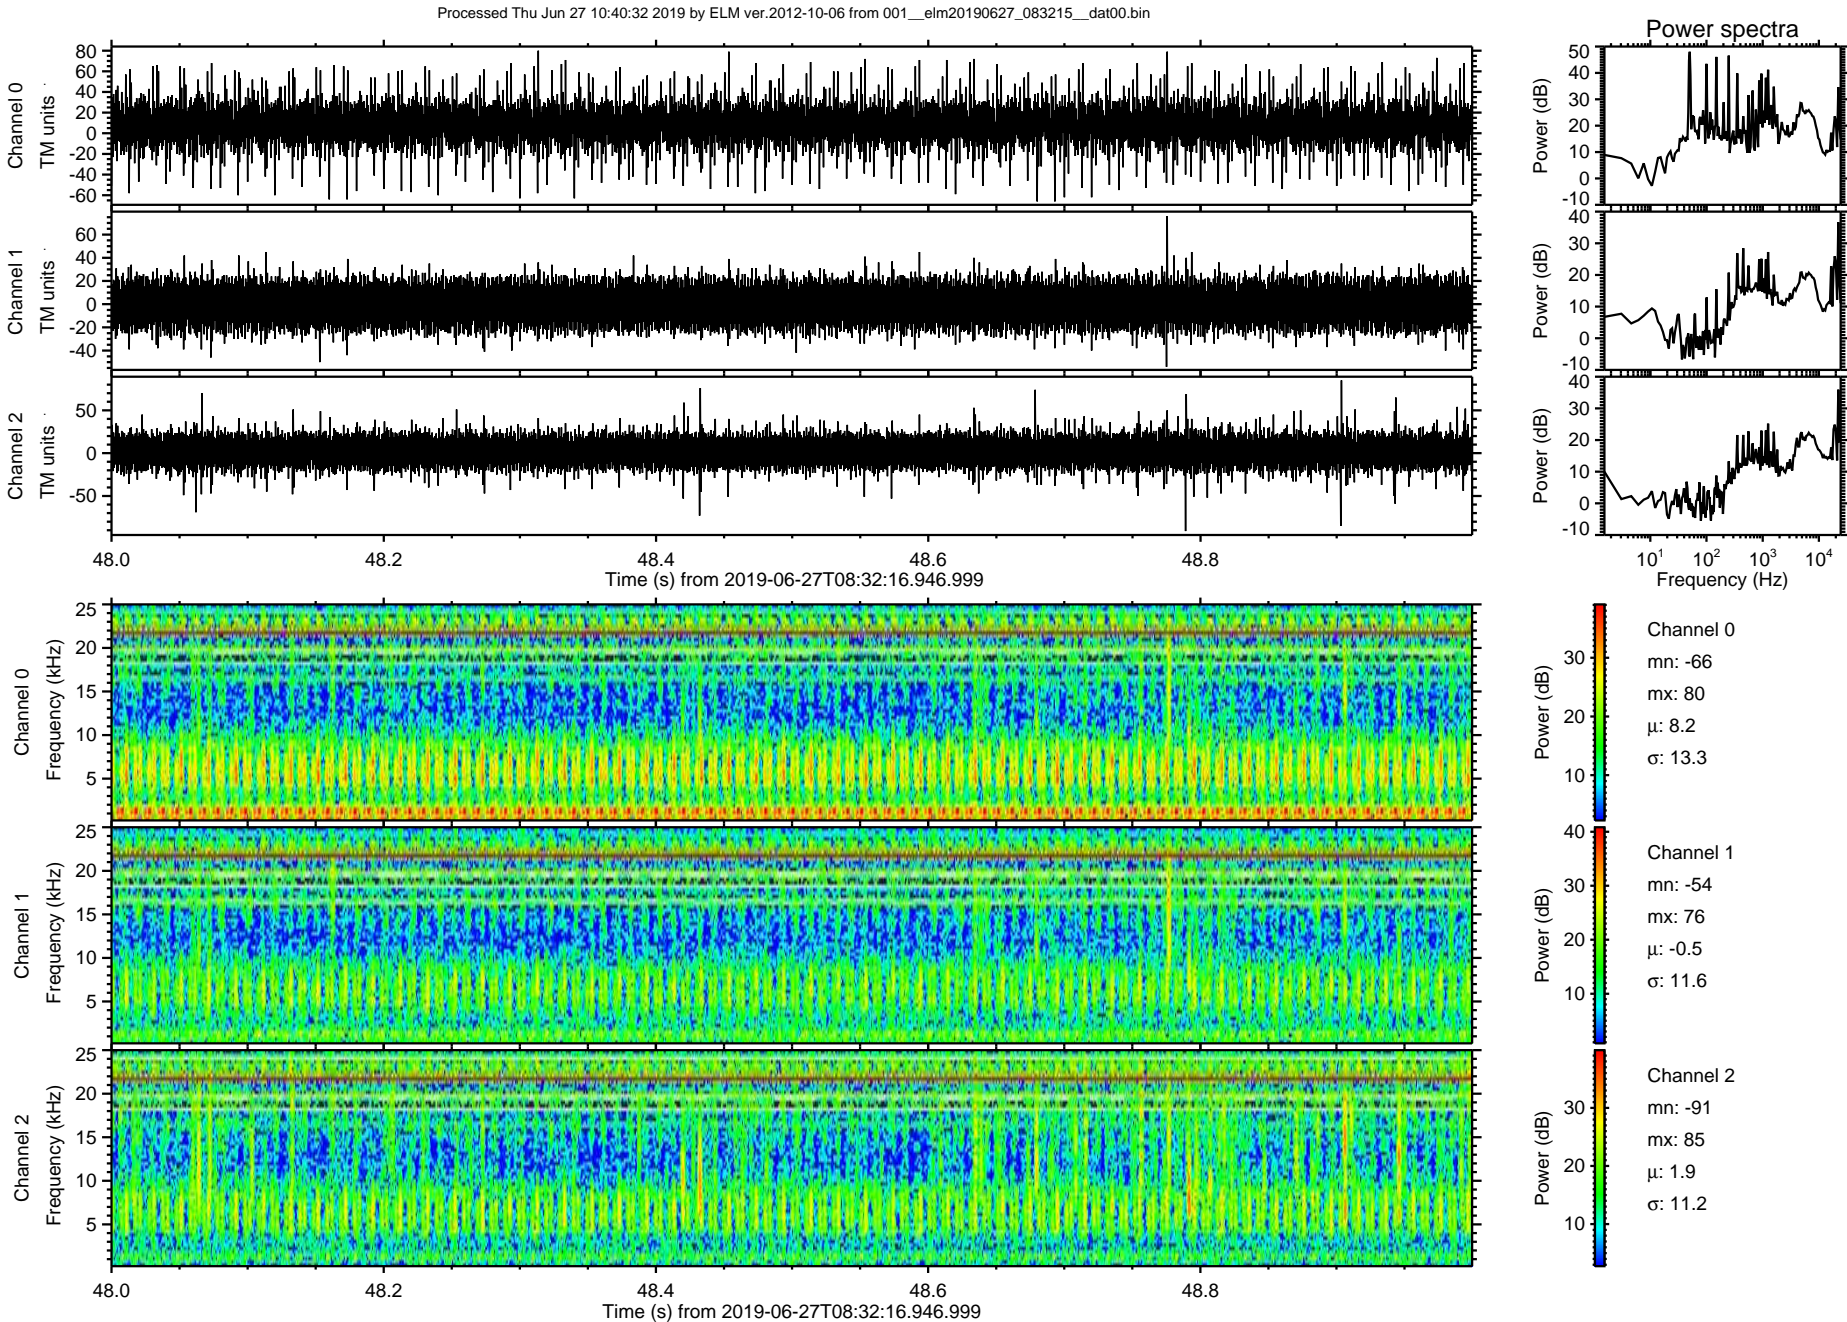 Processed Thu Jun 27 10:40:32 2019 by ELM ver.2012-10-06 from 001__elm20190627_083215__dat00.bin
Power spectra
Channel 0
TM units
80
60
40
20
0
-20
-40
-60
Power (dB)
50
40
30
20
10
0
-10
Channel 1
TM units
60
40
20
0
-20
-40
Power (dB)
40
30
20
10
0
-10
Channel 2
TM units
50
0
-50
Power (dB)
40
30
20
10
0
-10
48.0 48.2 48.4 48.6 48.8
Time (s) from 2019-06-27T08:32:16.946.999
10¹ 10² 10³ 10⁴
Frequency (Hz)
Channel 0
Frequency (kHz)
25
20
15
10
5
Power (dB)
30
20
10
Channel 0
mn: -66
mx: 80
μ: 8.2
σ: 13.3
Channel 1
Frequency (kHz)
25
20
15
10
5
Power (dB)
40
30
20
10
Channel 1
mn: -54
mx: 76
μ: -0.5
σ: 11.6
Channel 2
Frequency (kHz)
25
20
15
10
5
Power (dB)
30
20
10
Channel 2
mn: -91
mx: 85
μ: 1.9
σ: 11.2
48.0 48.2 48.4 48.6 48.8
Time (s) from 2019-06-27T08:32:16.946.999